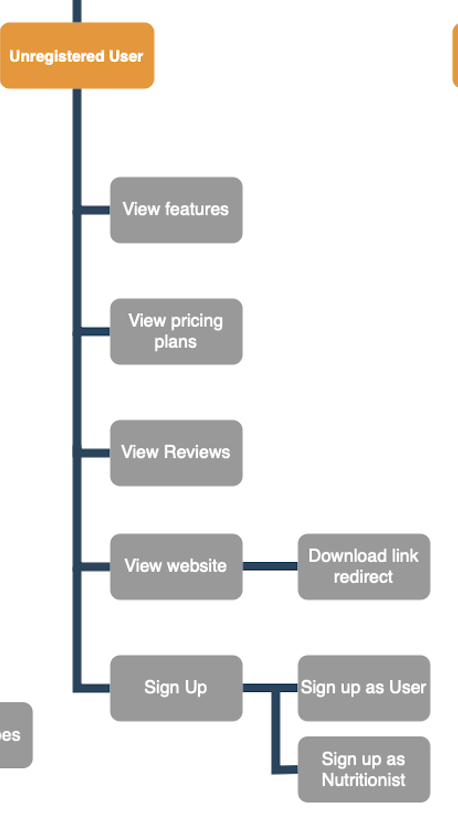 Unregistered User
View features
View pricing
plans
View Reviews
View website
Download link
redirect
Sign Up
Sign up as User
Sign up as
Nutritionist